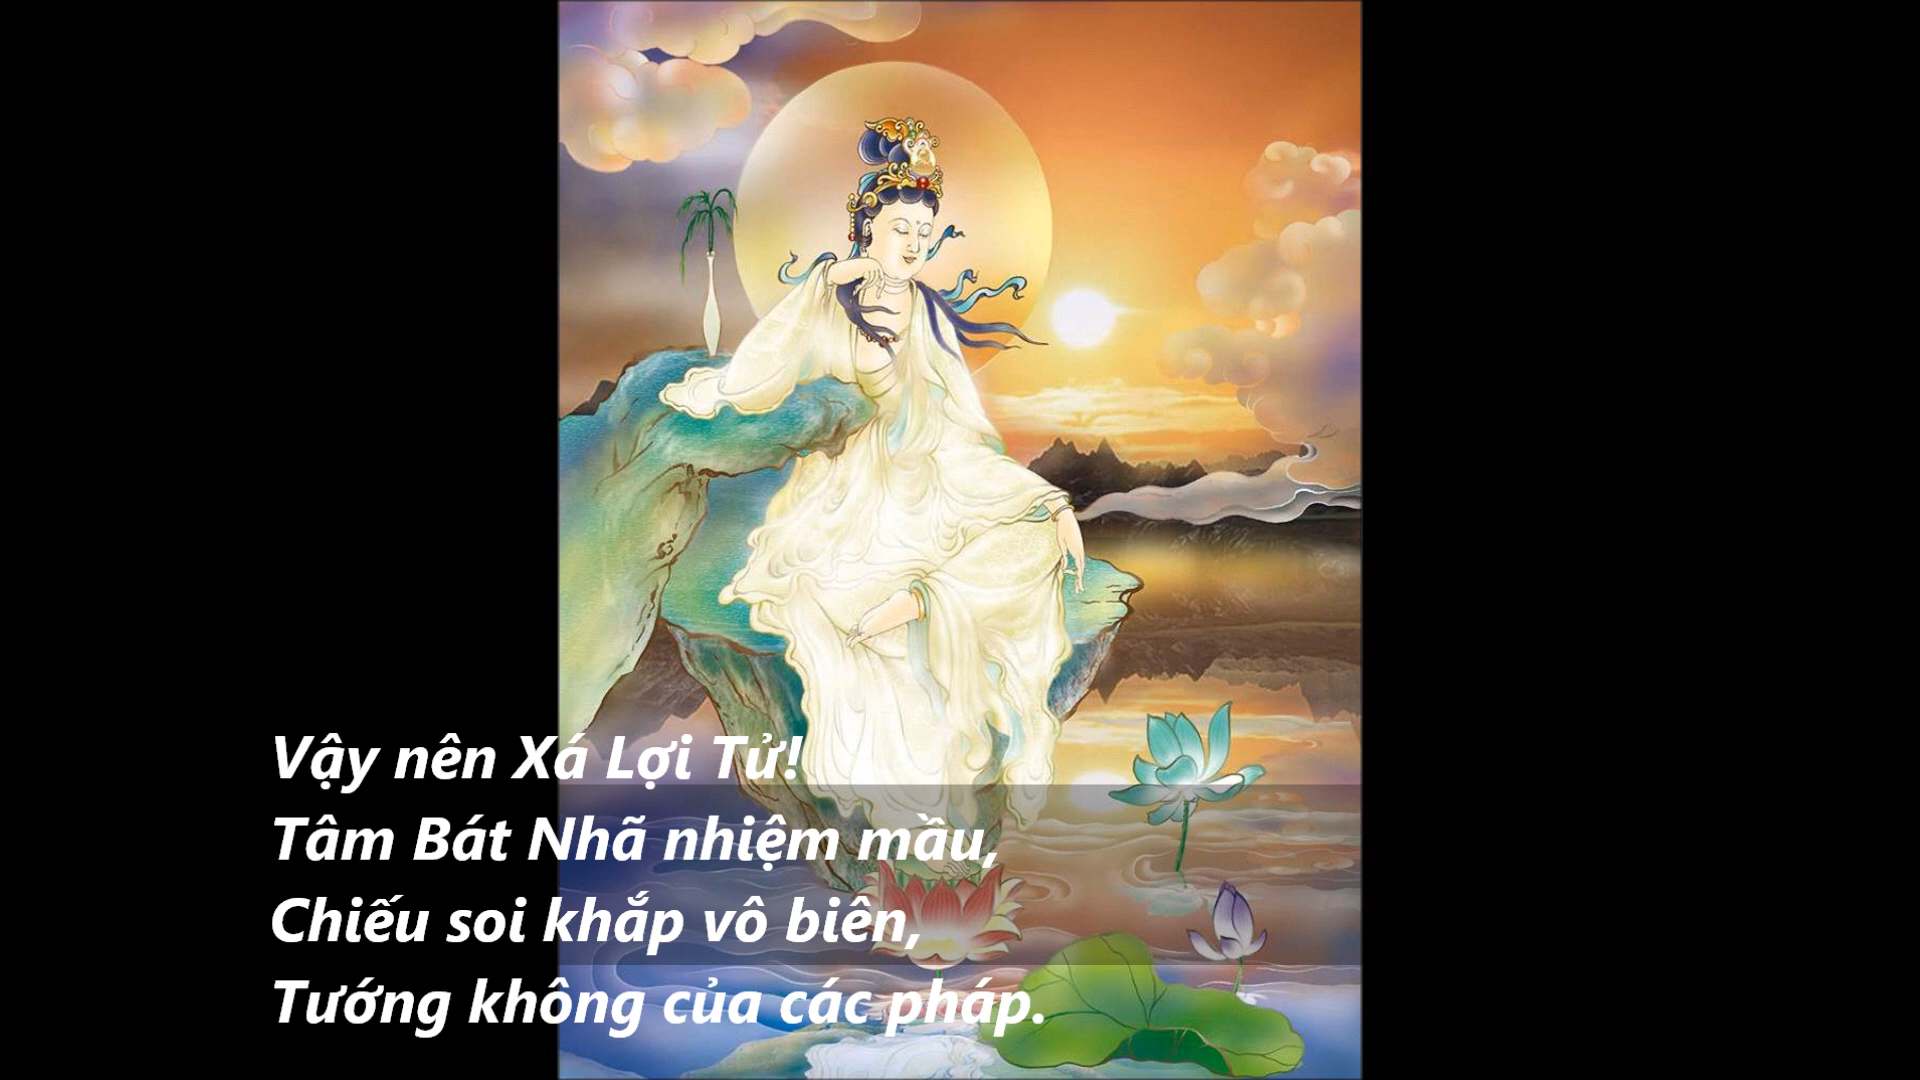 Vậy nên Xá Lợi Tử!
Tâm Bát Nhã nhiệm mầu,
Chiếu soi khắp vô biên,
Tướng không của các pháp.